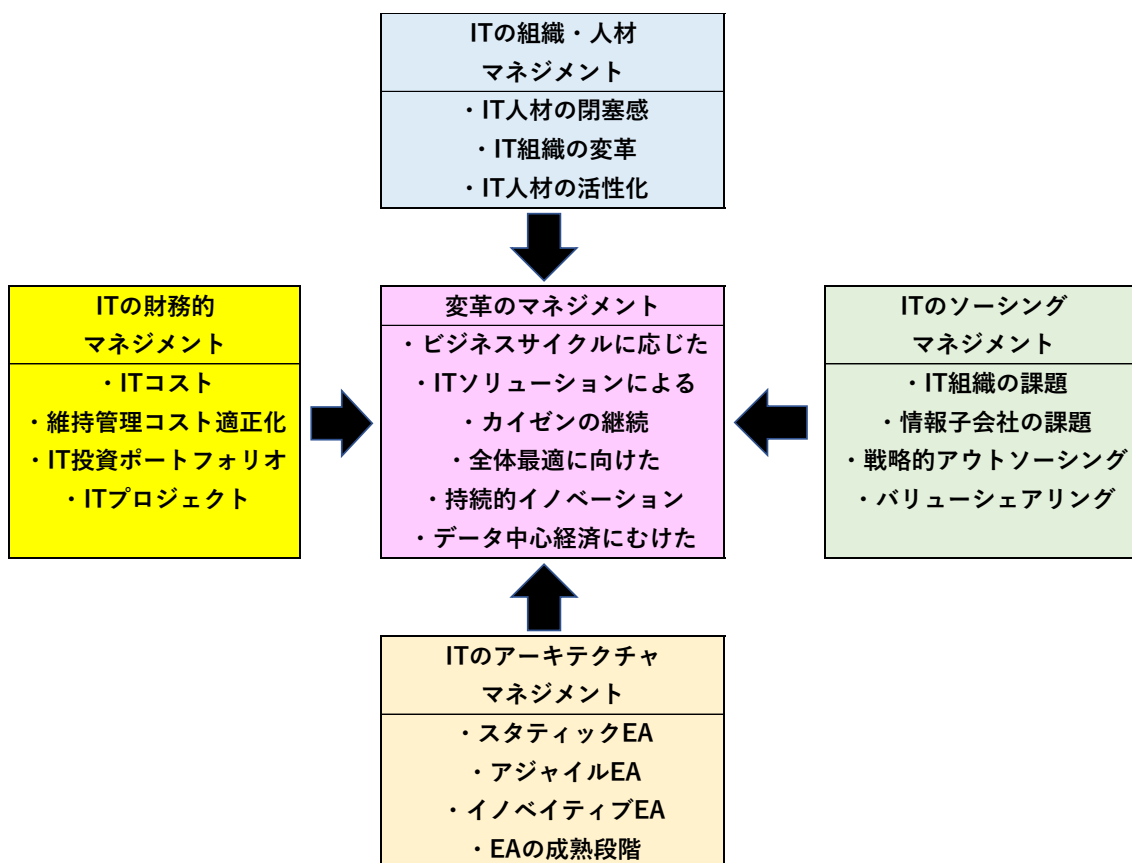 ITの組織・人材
マネジメント
・IT人材の閉塞感
・IT組織の変革
・IT人材の活性化
ITの財務的
マネジメント
・ITコスト
・維持管理コスト適正化
・IT投資ポートフォリオ
・ITプロジェクト
変革のマネジメント
・ビジネスサイクルに応じた
・ITソリューションによる
・カイゼンの継続
・全体最適に向けた
・持続的イノベーション
・データ中心経済にむけた
ITのソーシング
マネジメント
・IT組織の課題
・情報子会社の課題
・戦略的アウトソーシング
・バリューシェアリング
ITのアーキテクチャ
マネジメント
・スタティックEA
・アジャイルEA
・イノベイティブEA
・EAの成熟段階